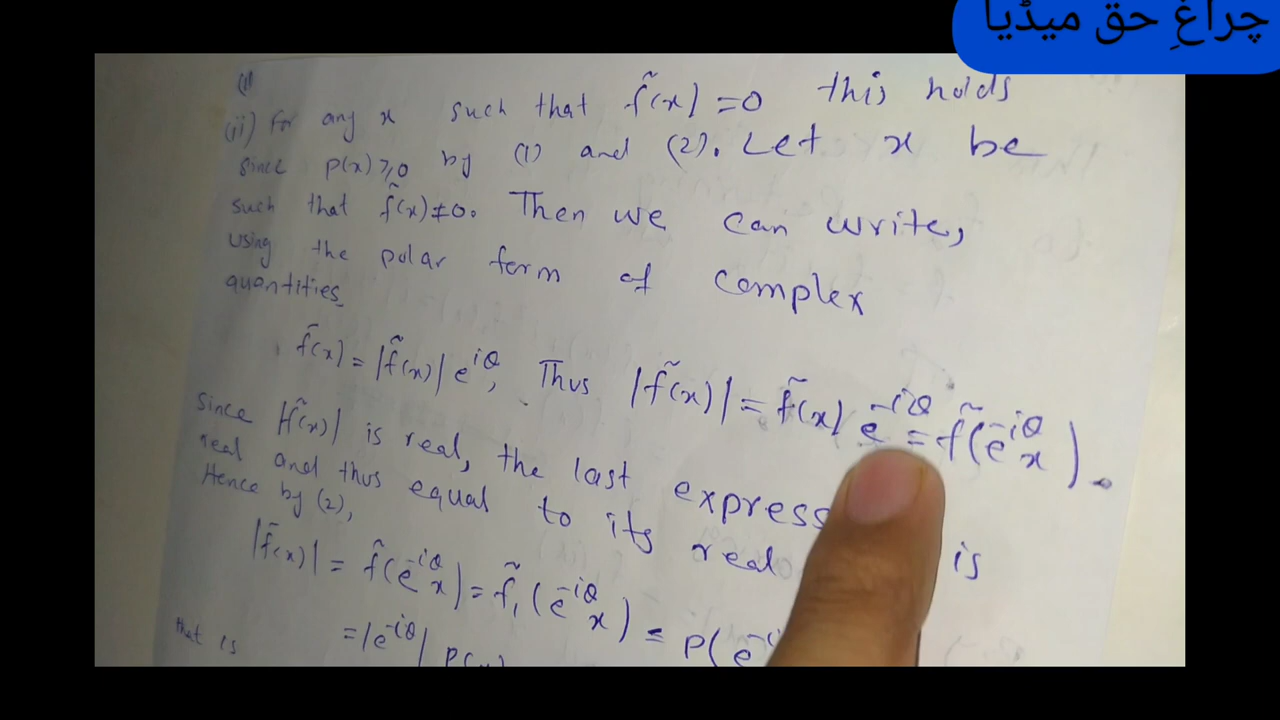 چراغِ حق میڈیا
(ii) For any x such that f̃(x) = 0 this holds
since p(x) ⩾ 0 by (1) and (2). Let x be
such that f̃(x) ≠ 0. Then we can write,
using the polar form of complex
quantities
f̃(x) = |f̃(x)| e^{iθ}, Thus |f̃(x)| = f̃(x) e^{-iθ} = f̃(e^{-iθ} x).
Since |f̃(x)| is real, the last express is
real and thus equal to its real
Hence by (2),
|f̃(x)| = f̃(e^{-iθ} x) = f̃₁(e^{-iθ} x) ≤ p(e
= |e^{-iθ}| p(
that is